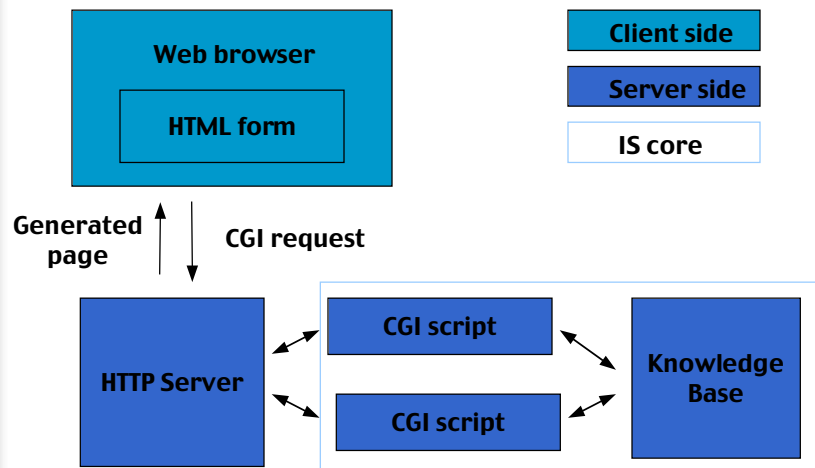 Web browser
HTML form
Client side
Server side
IS core
Generated
page
CGI request
HTTP Server
CGI script
CGI script
Knowledge
Base